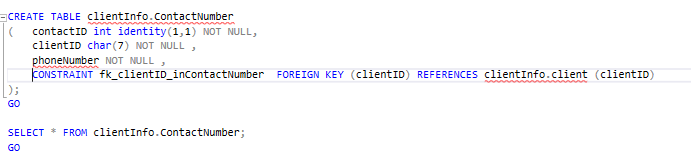 CREATE TABLE clientInfo.ContactNumber
(   contactID int identity(1,1) NOT NULL,
    clientID char(7) NOT NULL ,
    phoneNumber NOT NULL ,
    CONSTRAINT fk_clientID_inContactNumber  FOREIGN KEY (clientID) REFERENCES clientInfo.client (clientID)
);
GO
SELECT * FROM clientInfo.ContactNumber;
GO